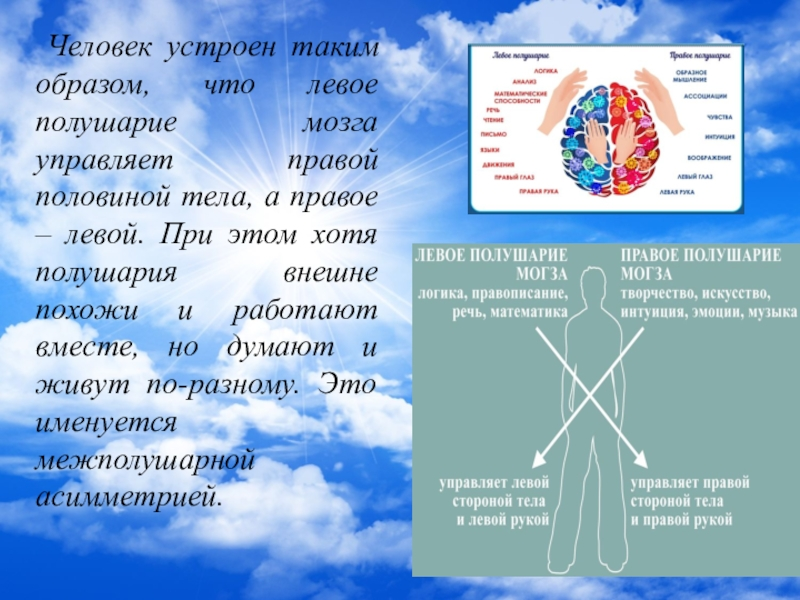 Человек устроен таким
образом, что левое
полушарие мозга
управляет правой
половиной тела, а правое
– левой. При этом хотя
полушария внешне
похожи и работают
вместе, но думают и
живут по-разному. Это
именуется
межполушарной
асимметрией.
Левое полушарие
ЛОГИКА
АНАЛИЗ
МАТЕМАТИЧЕСКИЕ
СПОСОБНОСТИ
РЕЧЬ
ЧТЕНИЕ
ПИСЬМО
ЯЗЫКИ
ДВИЖЕНИЯ
ПРАВЫЙ ГЛАЗ
ПРАВАЯ РУКА
Правое полушарие
ОБРАЗНОЕ
МЫШЛЕНИЕ
АССОЦИАЦИИ
ЧУВСТВА
ИНТУИЦИЯ
ВООБРАЖЕНИЕ
ЛЕВЫЙ ГЛАЗ
ЛЕВАЯ РУКА
ЛЕВОЕ ПОЛУШАРИЕ
МОГЗА
логика, правописание,
речь, математика
ПРАВОЕ ПОЛУШАРИЕ
МОГЗА
творчество, искусство,
интуиция, эмоции, музыка
управляет левой
стороной тела
и левой рукой
управляет правой
стороной тела
и правой рукой